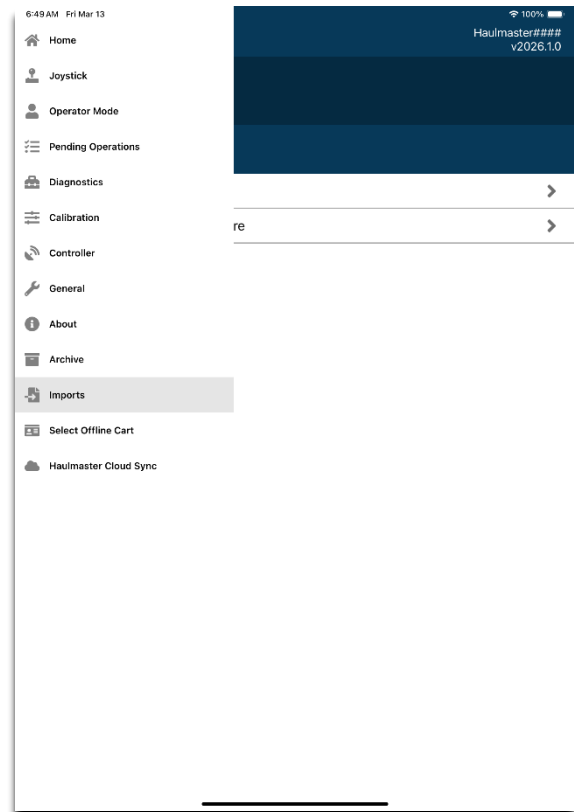 6:49 AM Fri Mar 13
100%
Haulmaster####
v2026.1.0
Home
Joystick
Operator Mode
Pending Operations
Diagnostics
Calibration
Controller
General
About
Archive
Imports
Select Offline Cart
Haulmaster Cloud Sync
re